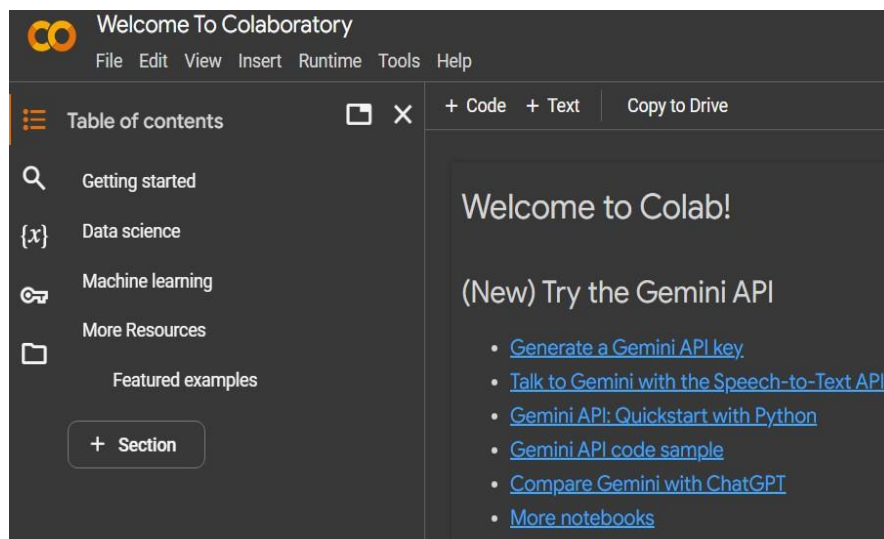 Welcome To Colaboratory
File Edit View Insert Runtime Tools Help
Table of contents
Getting started
{x} Data science
Machine learning
More Resources
Featured examples
+ Section
+ Code + Text Copy to Drive
Welcome to Colab!
(New) Try the Gemini API
• Generate a Gemini API key
• Talk to Gemini with the Speech-to-Text API
• Gemini API: Quickstart with Python
• Gemini API code sample
• Compare Gemini with ChatGPT
• More notebooks